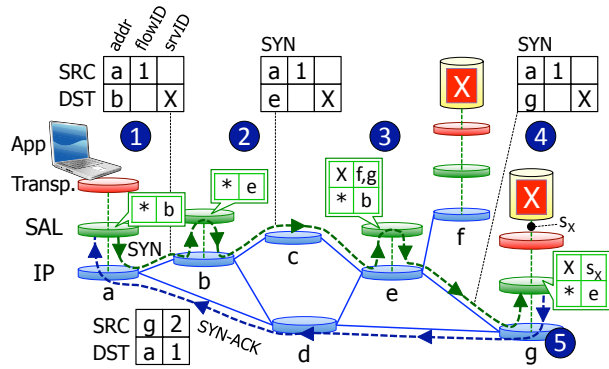 addr flowID srvID
SYN
SYN
SRC a 1
DST b X
a 1
e X
a 1
g X
X
1
2
3
4
App
Transp.
* b
* e
X f,g
* b
X
s_X
SAL
SYN
f
X s_X
* e
IP
a
b
c
e
SRC g 2
DST a 1
SYN-ACK
d
g
5